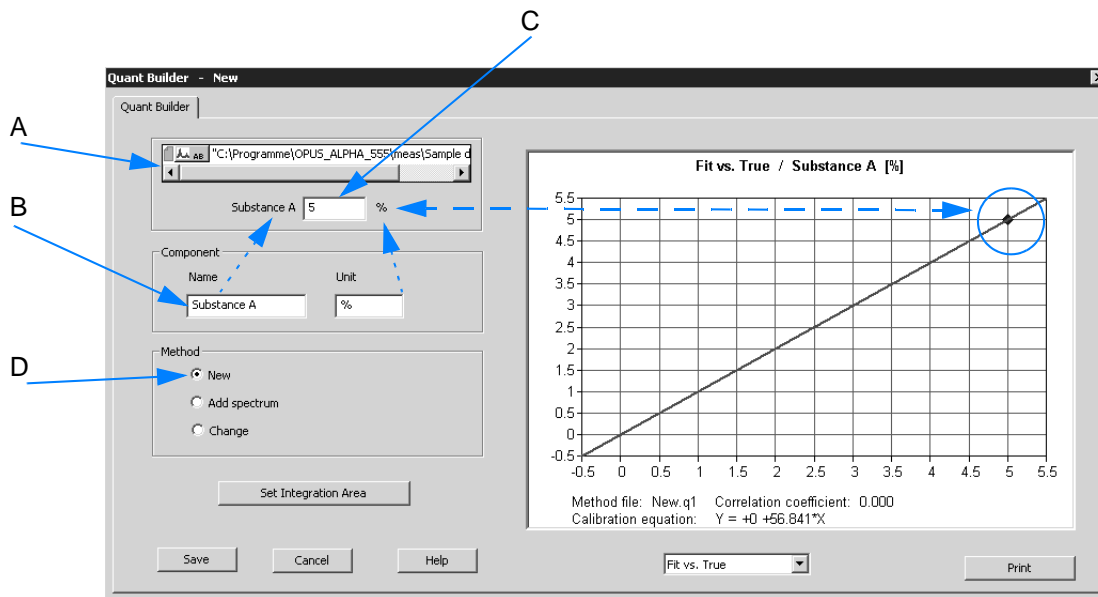 C
Quant Builder - New
Quant Builder
A
AB "C:\Programme\OPUS_ALPHA_555\meas\Sample d
Substance A 5 %
B
Component
Name Unit
Substance A %
Method
D
New
Add spectrum
Change
Set Integration Area
Save Cancel Help
Fit vs. True / Substance A [%]
5.5
5
4.5
4
3.5
3
2.5
2
1.5
1
0.5
0
-0.5
-0.5 0 0.5 1 1.5 2 2.5 3 3.5 4 4.5 5 5.5
Method file: New.q1 Correlation coefficient: 0.000
Calibration equation: Y = +0 +56.841*X
Fit vs. True
Print